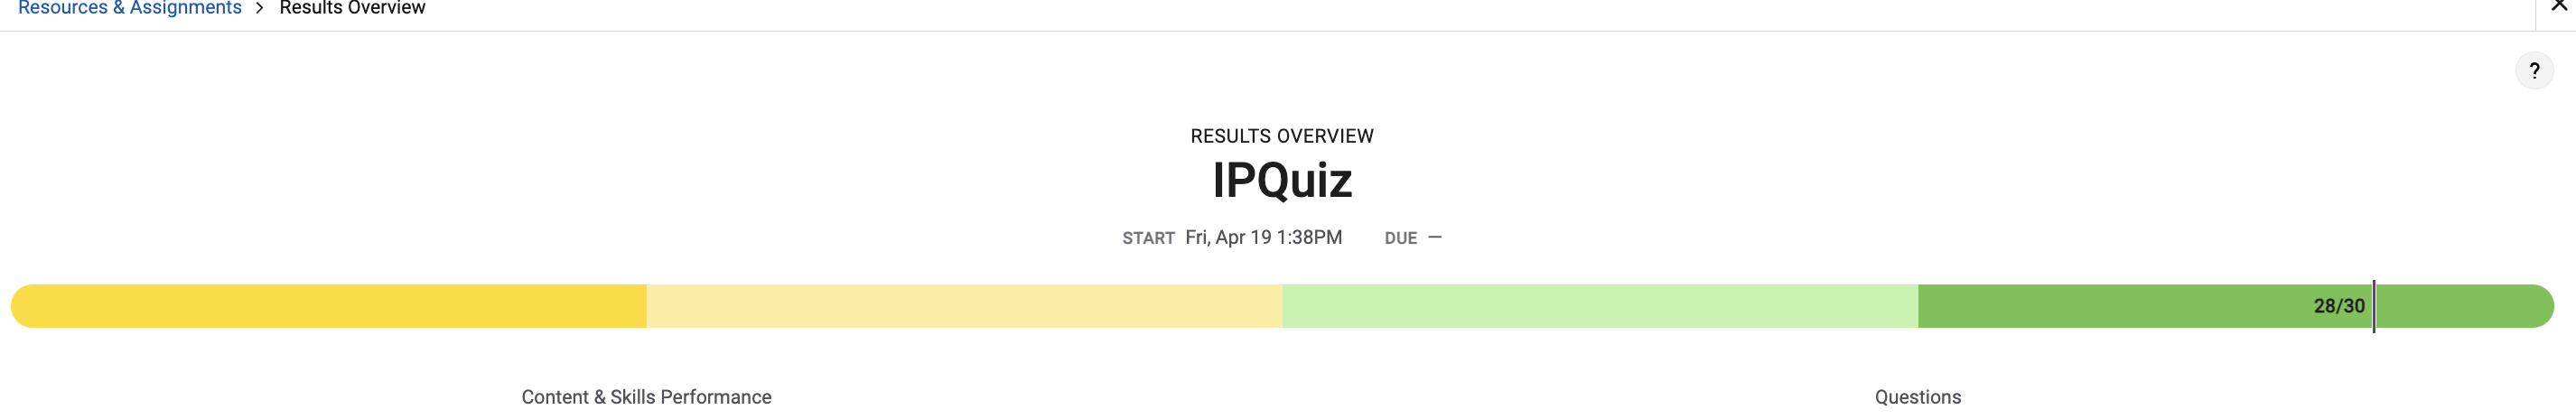 Resources & Assignments > Results Overview
?
RESULTS OVERVIEW
IPQuiz
START Fri, Apr 19 1:38PM DUE —
28/30
Content & Skills Performance Questions